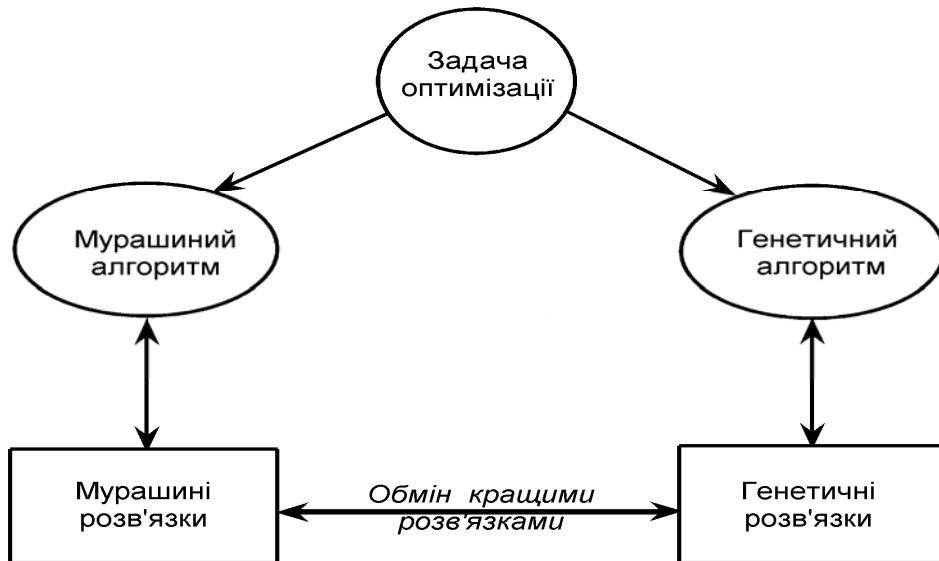 Задача
оптимізації
Мурашиний
алгоритм
Генетичний
алгоритм
Мурашині
розв'язки
Обмін кращими
розв'язками
Генетичні
розв'язки